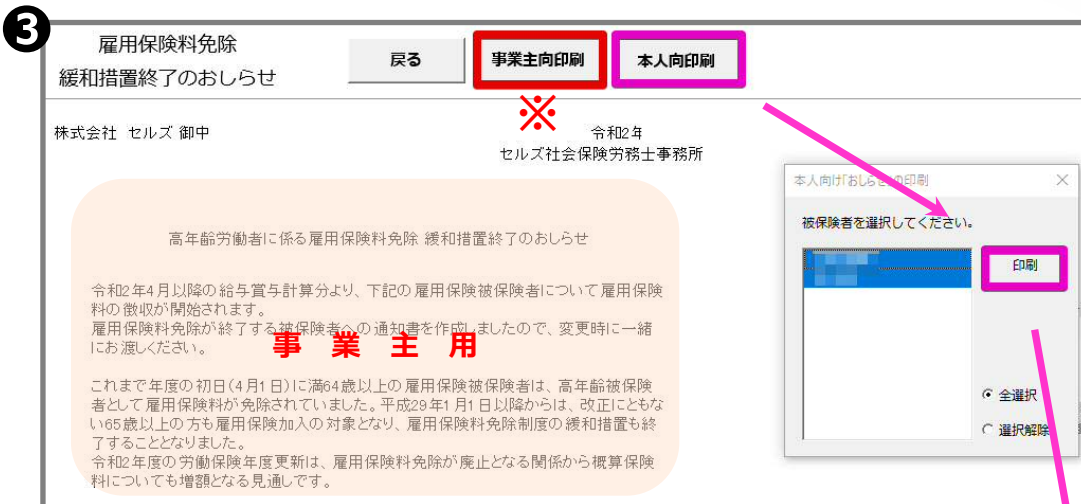 ❸
雇用保険料免除
緩和措置終了のおしらせ
戻る
事業主向印刷
本人向印刷
※
株式会社 セルズ 御中
令和2年
セルズ社会保険労務士事務所
高年齢労働者に係る雇用保険料免除 緩和措置終了のおしらせ
令和2年4月以降の給与賞与計算分より、下記の雇用保険被保険者について雇用保険
料の徴収が開始されます。
雇用保険料免除が終了する被保険者への通知書を作成しましたので、変更時に一緒
にお渡しください。
事業主用
これまで年度の初日(4月1日)に満64歳以上の雇用保険被保険者は、高年齢被保険
者として雇用保険料が免除されていました。平成29年1月1日以降からは、改正にともな
い65歳以上の方も雇用保険加入の対象となり、雇用保険料免除制度の緩和措置も終
了することとなりました。
令和2年度の労働保険年度更新は、雇用保険料免除が廃止となる関係から概算保険
料についても増額となる見通しです。
本人向け「おしらせ」の印刷
被保険者を選択してください。
印刷
全選択
選択解除